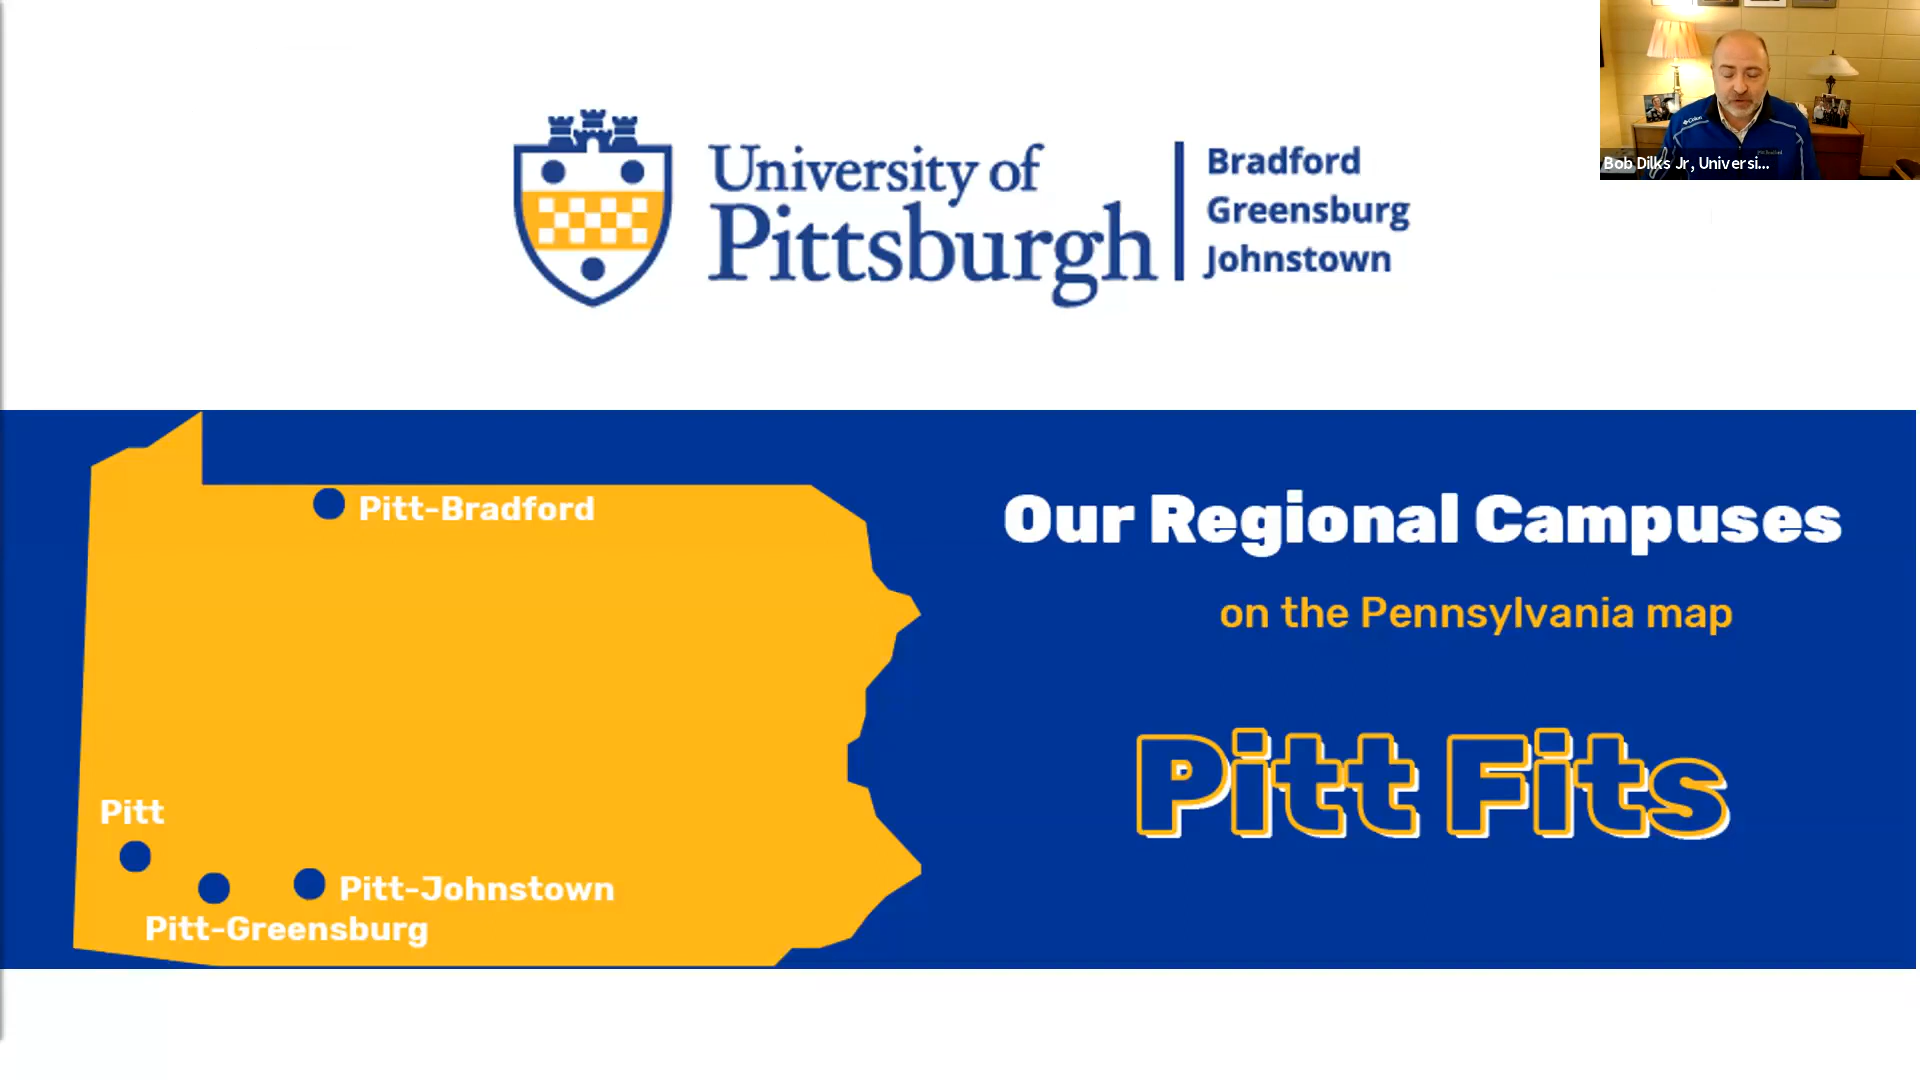 University of
Pittsburgh
Bradford
Greensburg
Johnstown
Bob Dilks Jr, Universi...
Pitt-Bradford
Our Regional Campuses
on the Pennsylvania map
Pitt Fits
Pitt
Pitt-Johnstown
Pitt-Greensburg